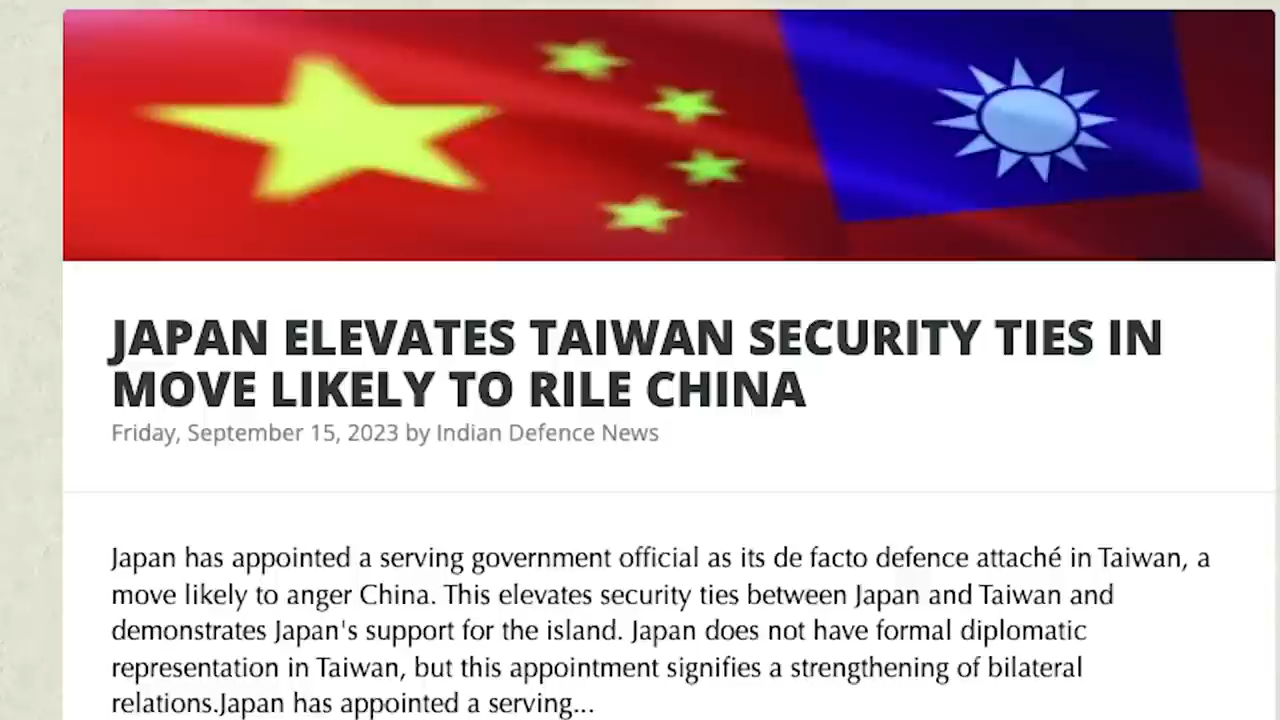 JAPAN ELEVATES TAIWAN SECURITY TIES IN
MOVE LIKELY TO RILE CHINA
Friday, September 15, 2023 by Indian Defence News
Japan has appointed a serving government official as its de facto defence attaché in Taiwan, a
move likely to anger China. This elevates security ties between Japan and Taiwan and
demonstrates Japan's support for the island. Japan does not have formal diplomatic
representation in Taiwan, but this appointment signifies a strengthening of bilateral
relations.Japan has appointed a serving...